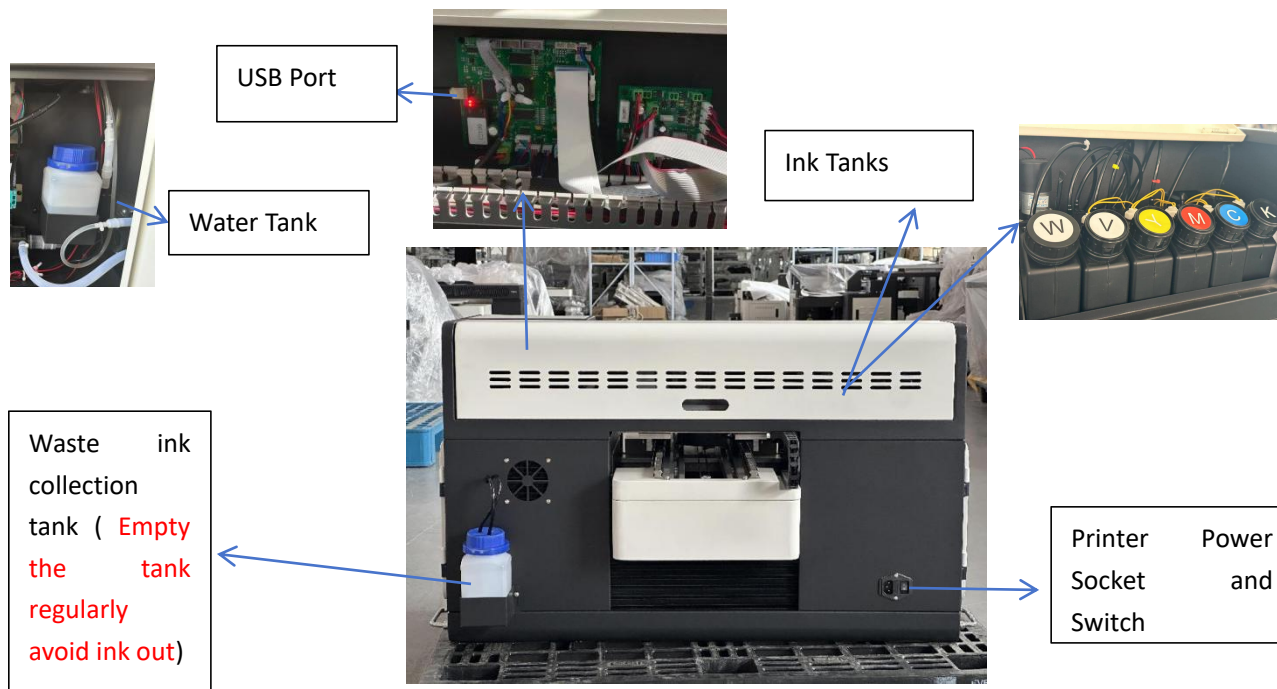 USB Port
Water Tank
Ink Tanks
W
V
Y
M
C
K
Waste ink
collection
tank ( Empty
the tank
regularly
avoid ink out)
Printer Power
Socket and
Switch